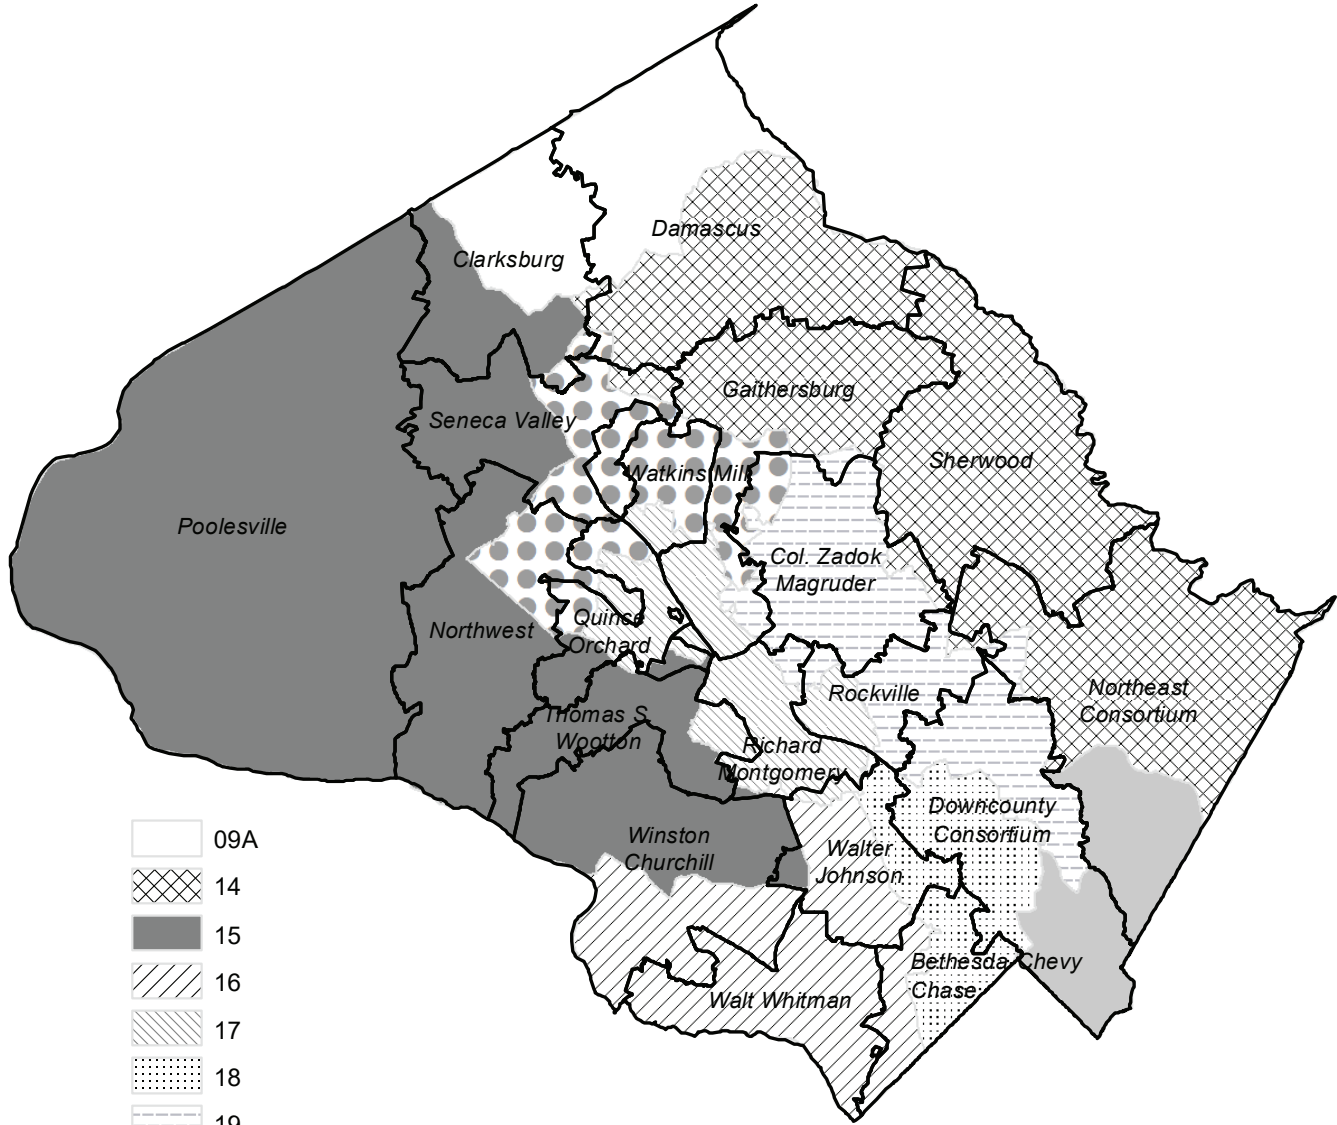 Damascus
Clarksburg
Gaithersburg
Seneca Valley
Sherwood
Watkins Mill
Poolesville
Col. Zadok
Magruder
Quince
Orchard
Northwest
Rockville
Northeast
Consortium
Thomas S.
Wootton
Richard
Montgomery
Downcounty
Consortium
Winston
Churchill
Walter
Johnson
Bethesda-Chevy
Chase
Walt Whitman
09A
14
15
16
17
18
19